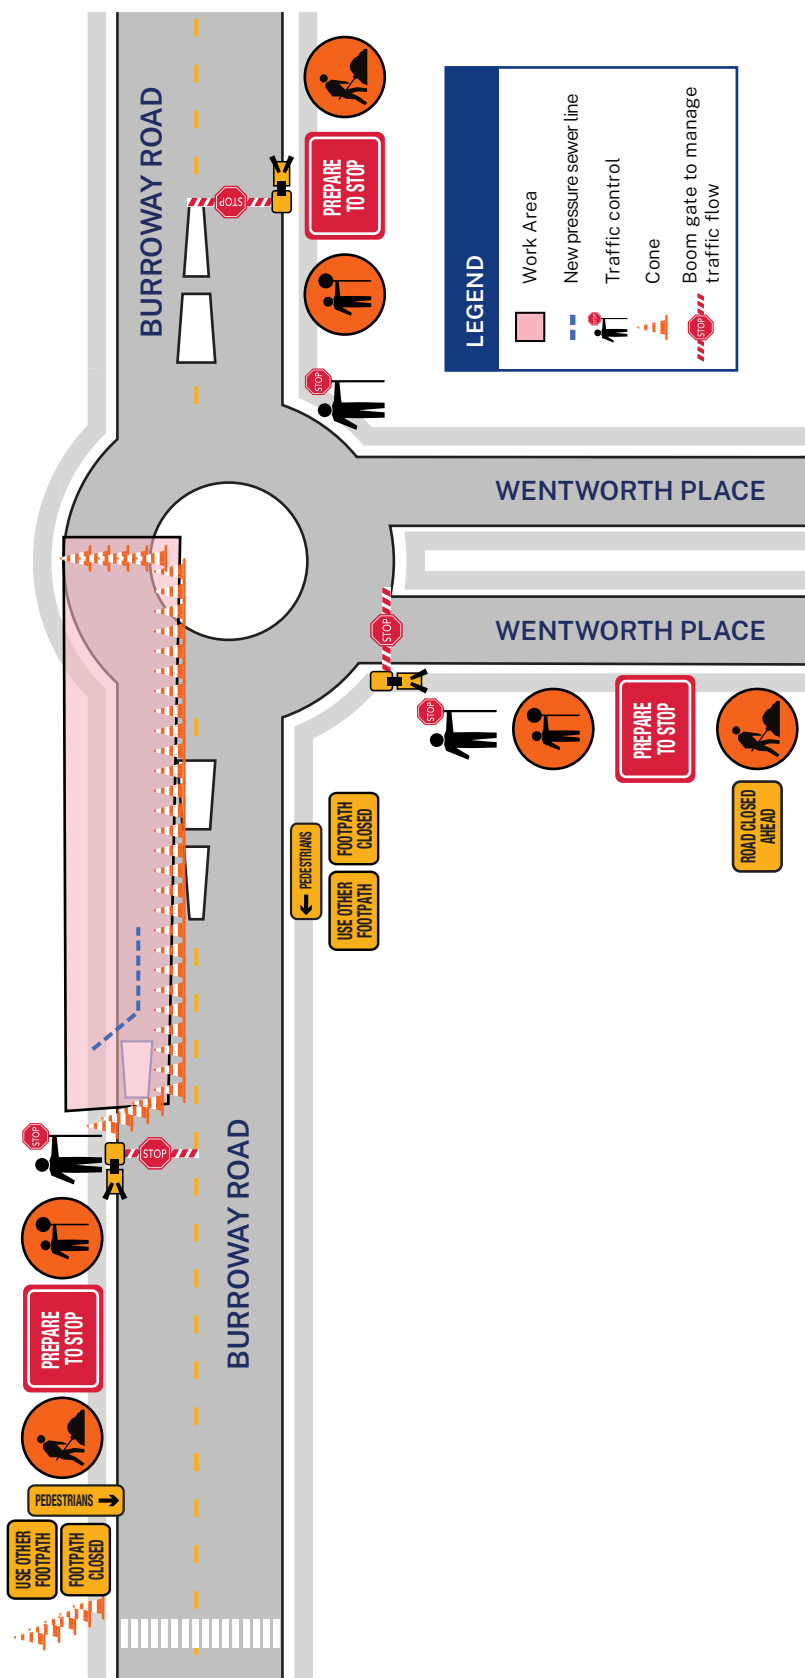 BURROWAY ROAD
STOP
PREPARE
TO STOP
STOP
LEGEND
Work Area
New pressure sewer line
STOP
Traffic control
Cone
STOP
Boom gate to manage
traffic flow
WENTWORTH PLACE
WENTWORTH PLACE
STOP
STOP
PREPARE
TO STOP
ROAD CLOSED
AHEAD
PEDESTRIANS
FOOTPATH
CLOSED
USE OTHER
FOOTPATH
STOP
STOP
BURROWAY ROAD
PREPARE
TO STOP
PEDESTRIANS
USE OTHER
FOOTPATH
FOOTPATH
CLOSED